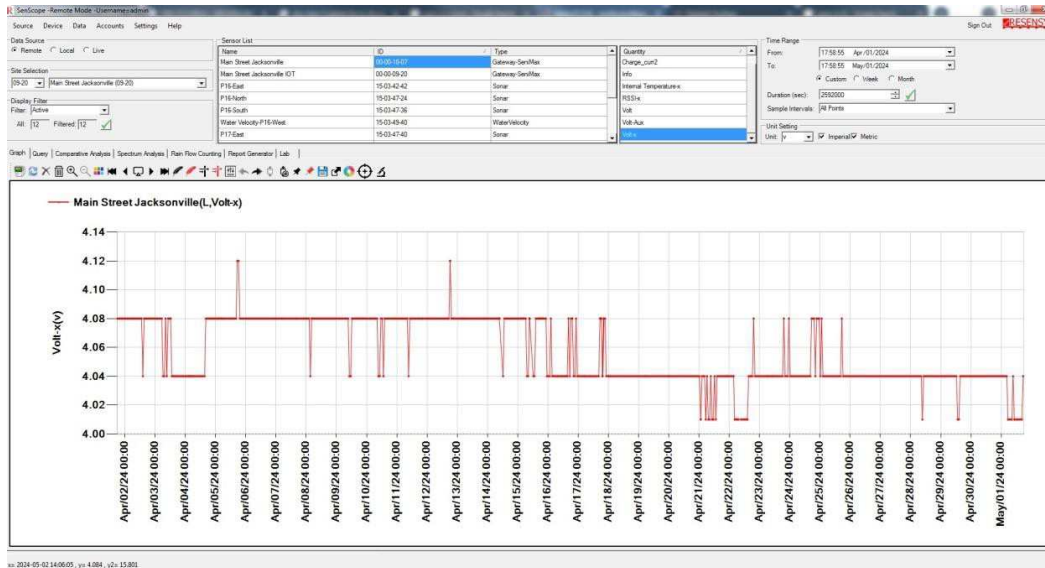 SenScope -Remote Mode -Username=admin
Source Device Data Accounts Settings Help
Sign Out
RESENSYS
Data Source
Remote Local Live
Site Selection
09-20 Main Street Jacksonville (09-20)
Display Filter
Filter: Active
All: 12 Filtered: 12
Sensor List
Name ID Type
Main Street Jacksonville 00-00-18-07 Gateway-SeniMax
Main Street Jacksonville IOT 00-00-09-20 Gateway-SeniMax
P16-East 15-03-42-42 Sonar
P16-North 15-03-47-24 Sonar
P16-South 15-03-47-36 Sonar
Water Velocity-P16-West 15-03-49-40 WaterVelocity
P17-East 15-03-47-40 Sonar
Quantity
Charge_curr2
Info
Internal Temperature-x
RSSI-x
Volt
Volt-Aux
Volt-x
Time Range
From: 17:58:55 Apr/01/2024
To: 17:58:55 May/01/2024
Custom Week Month
Duration (sec): 2592000
Sample Intervals: All Points
Unit Setting
Unit: v Imperial Metric
Graph Query Comparative Analysis Spectrum Analysis Rain Flow Counting Report Generator Lab
Main Street Jacksonville(L,Volt-x)
Volt-x(v)
4.14
4.12
4.10
4.08
4.06
4.04
4.02
4.00
Apr/02/24 00:00
Apr/03/24 00:00
Apr/04/24 00:00
Apr/05/24 00:00
Apr/06/24 00:00
Apr/07/24 00:00
Apr/08/24 00:00
Apr/09/24 00:00
Apr/10/24 00:00
Apr/11/24 00:00
Apr/12/24 00:00
Apr/13/24 00:00
Apr/14/24 00:00
Apr/15/24 00:00
Apr/16/24 00:00
Apr/17/24 00:00
Apr/18/24 00:00
Apr/19/24 00:00
Apr/20/24 00:00
Apr/21/24 00:00
Apr/22/24 00:00
Apr/23/24 00:00
Apr/24/24 00:00
Apr/25/24 00:00
Apr/26/24 00:00
Apr/27/24 00:00
Apr/28/24 00:00
Apr/29/24 00:00
Apr/30/24 00:00
May/01/24 00:00
x= 2024-05-02 14:06:05 , y= 4.084 , y2= 15.801